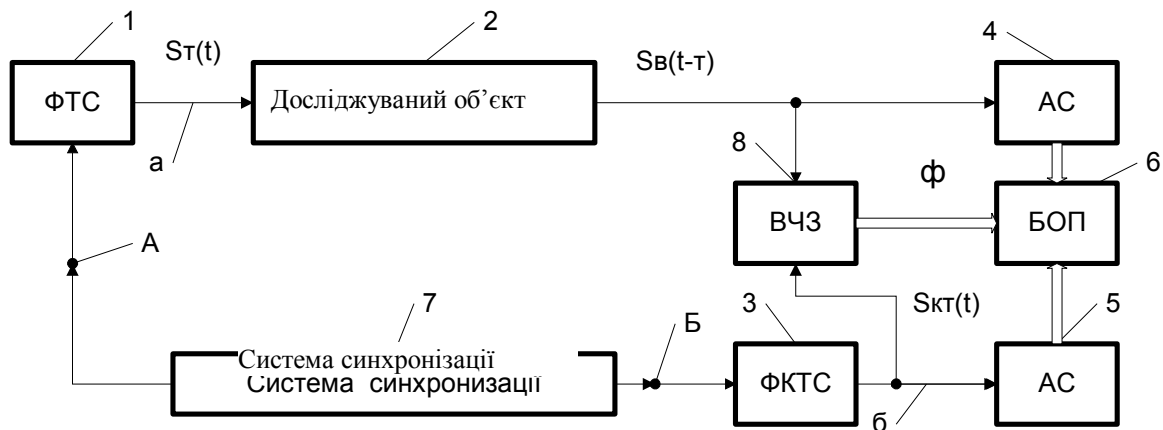 1
2
4
Sт(t)
Sв(t-т)
ФТС
Досліджуваний об’єкт
АС
а
8
ф
6
ВЧЗ
БОП
А
7
Б
3
Sкт(t)
5
Система синхронізації
Система синхронизації
ФКТС
б
АС